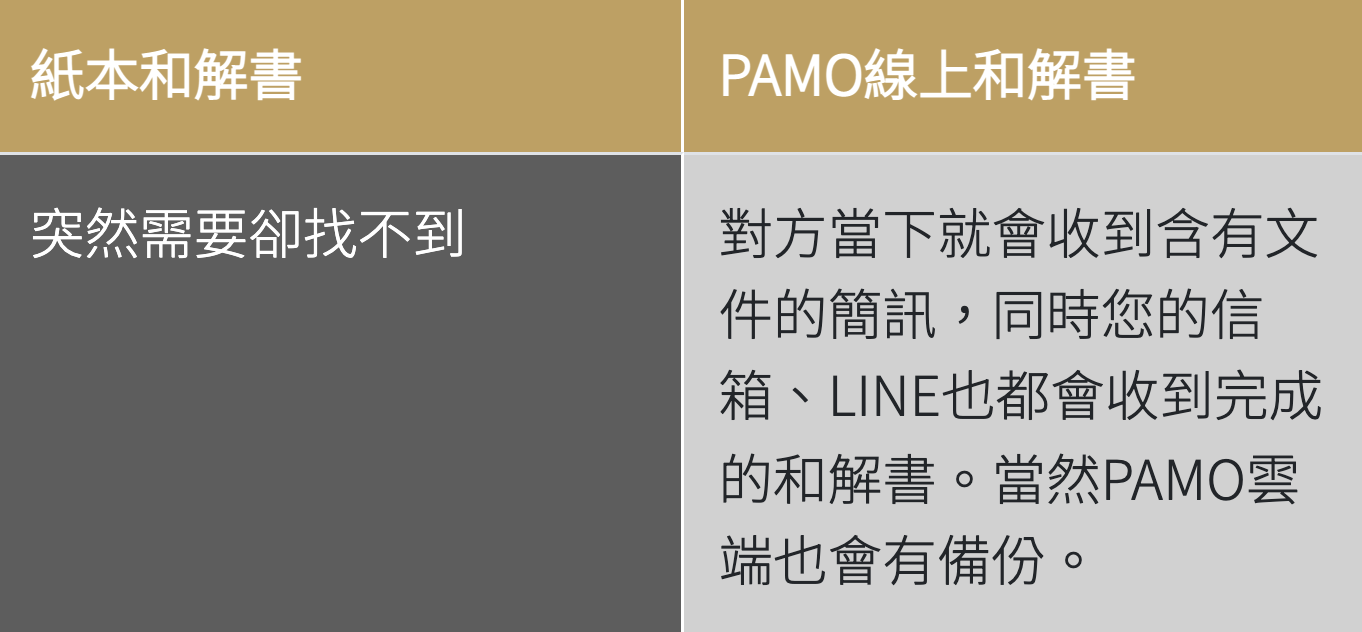 紙本和解書
PAMO線上和解書
突然需要卻找不到
對方當下就會收到含有文
件的簡訊，同時您的信
箱、LINE也都會收到完成
的和解書。當然PAMO雲
端也會有備份。